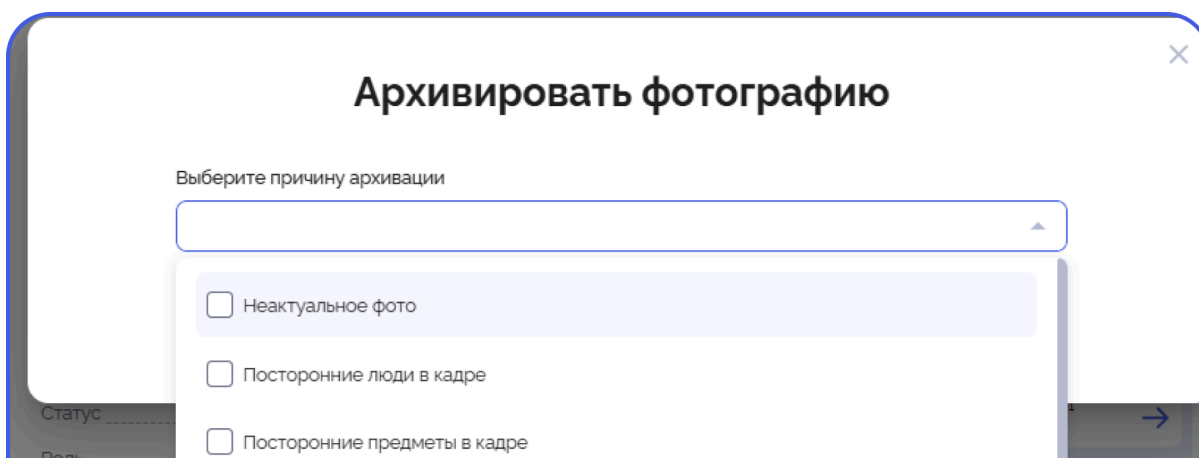 Архивировать фотографию
Выберите причину архивации
Неактуальное фото
Посторонние люди в кадре
Статус
Посторонние предметы в кадре